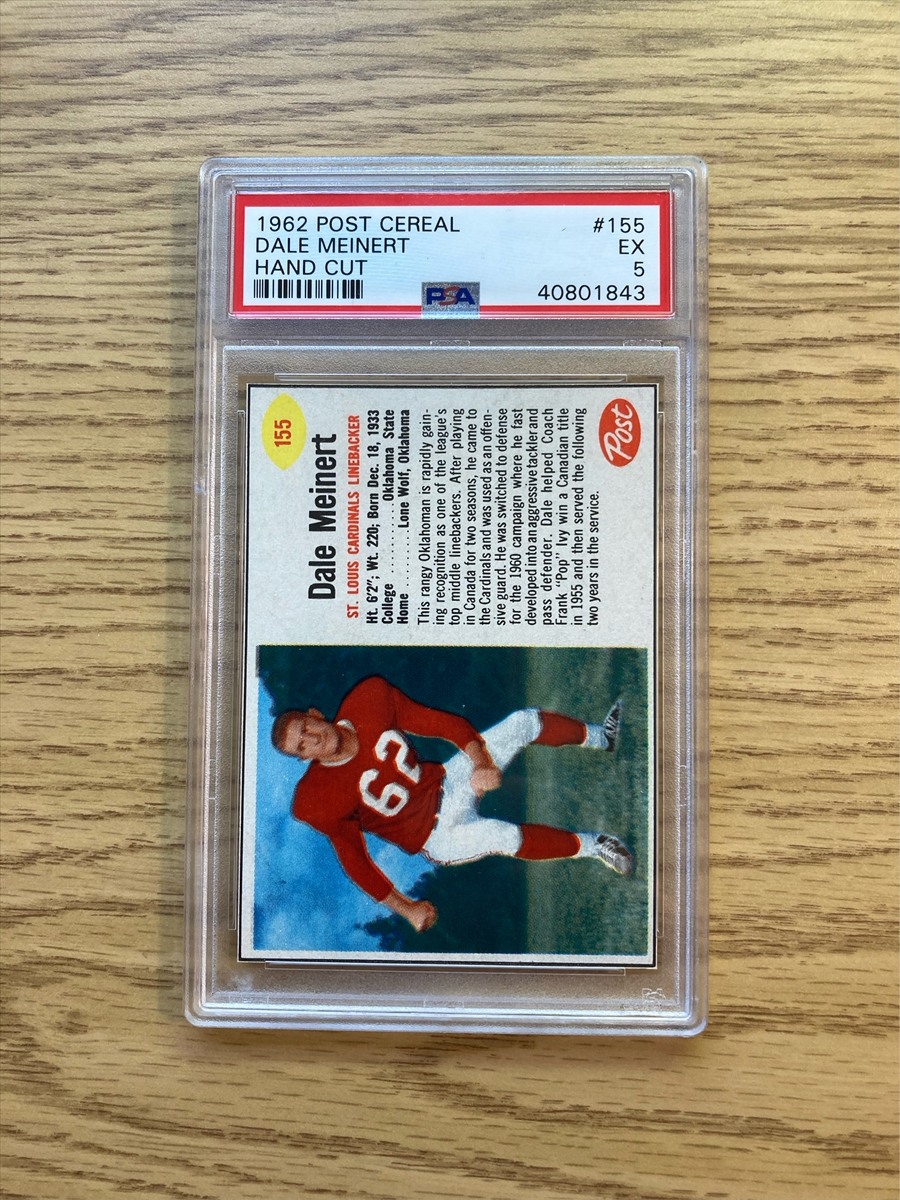 1962 POST CEREAL #155
DALE MEINERT EX
HAND CUT 5
PSA 40801843
155
Dale Meinert
ST. LOUIS CARDINALS LINEBACKER
Ht. 6'2"; Wt. 220; Born Dec. 18, 1933
College ........... Oklahoma State
Home ......... Lone Wolf, Oklahoma
This rangy Oklahoman is rapidly gain-
ing recognition as one of the league's
top middle linebackers. After playing
in Canada for two seasons, he came to
the Cardinals and was used as an offen-
sive guard. He was switched to defense
for the 1960 campaign where he fast
developed into an aggressive tackler and
pass defender. Dale helped Coach
Frank "Pop" Ivy win a Canadian title
in 1955 and then served the following
two years in the service.
Post
62